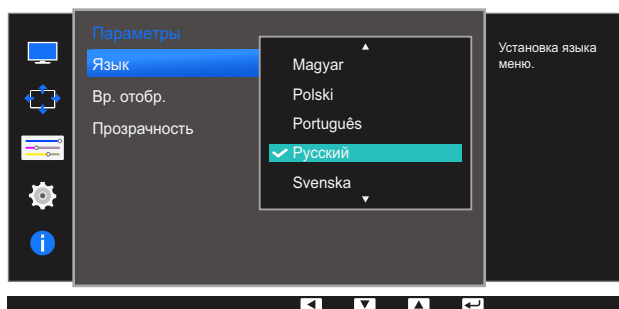 Параметры
Язык
Вр. отобр.
Прозрачность
Magyar
Polski
Português
Русский
Svenska
Установка языка
меню.